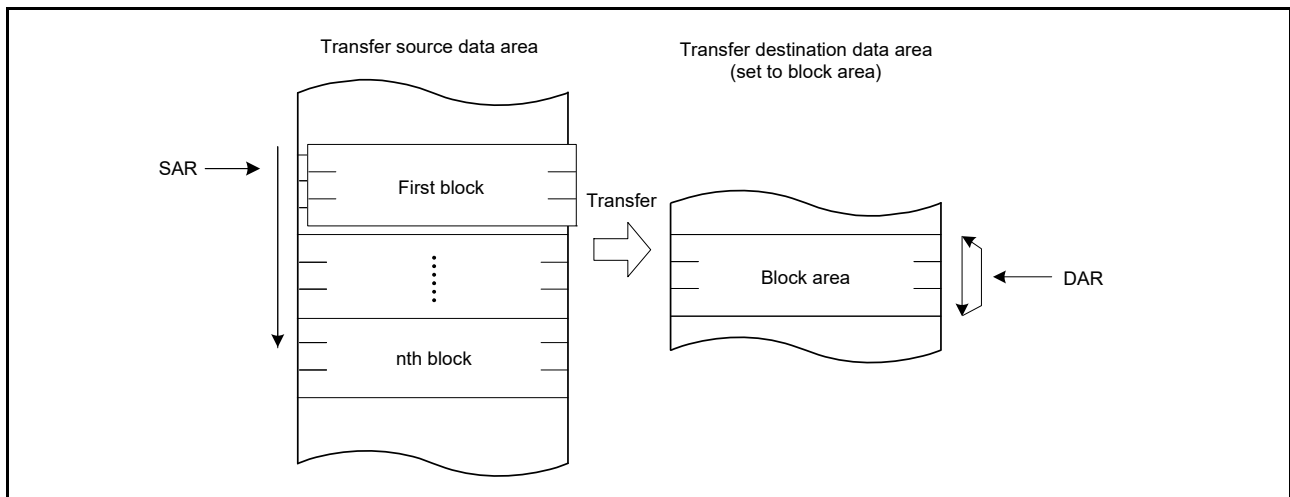 Transfer source data area
Transfer destination data area
(set to block area)
SAR
First block
Transfer
Block area
DAR
nth block